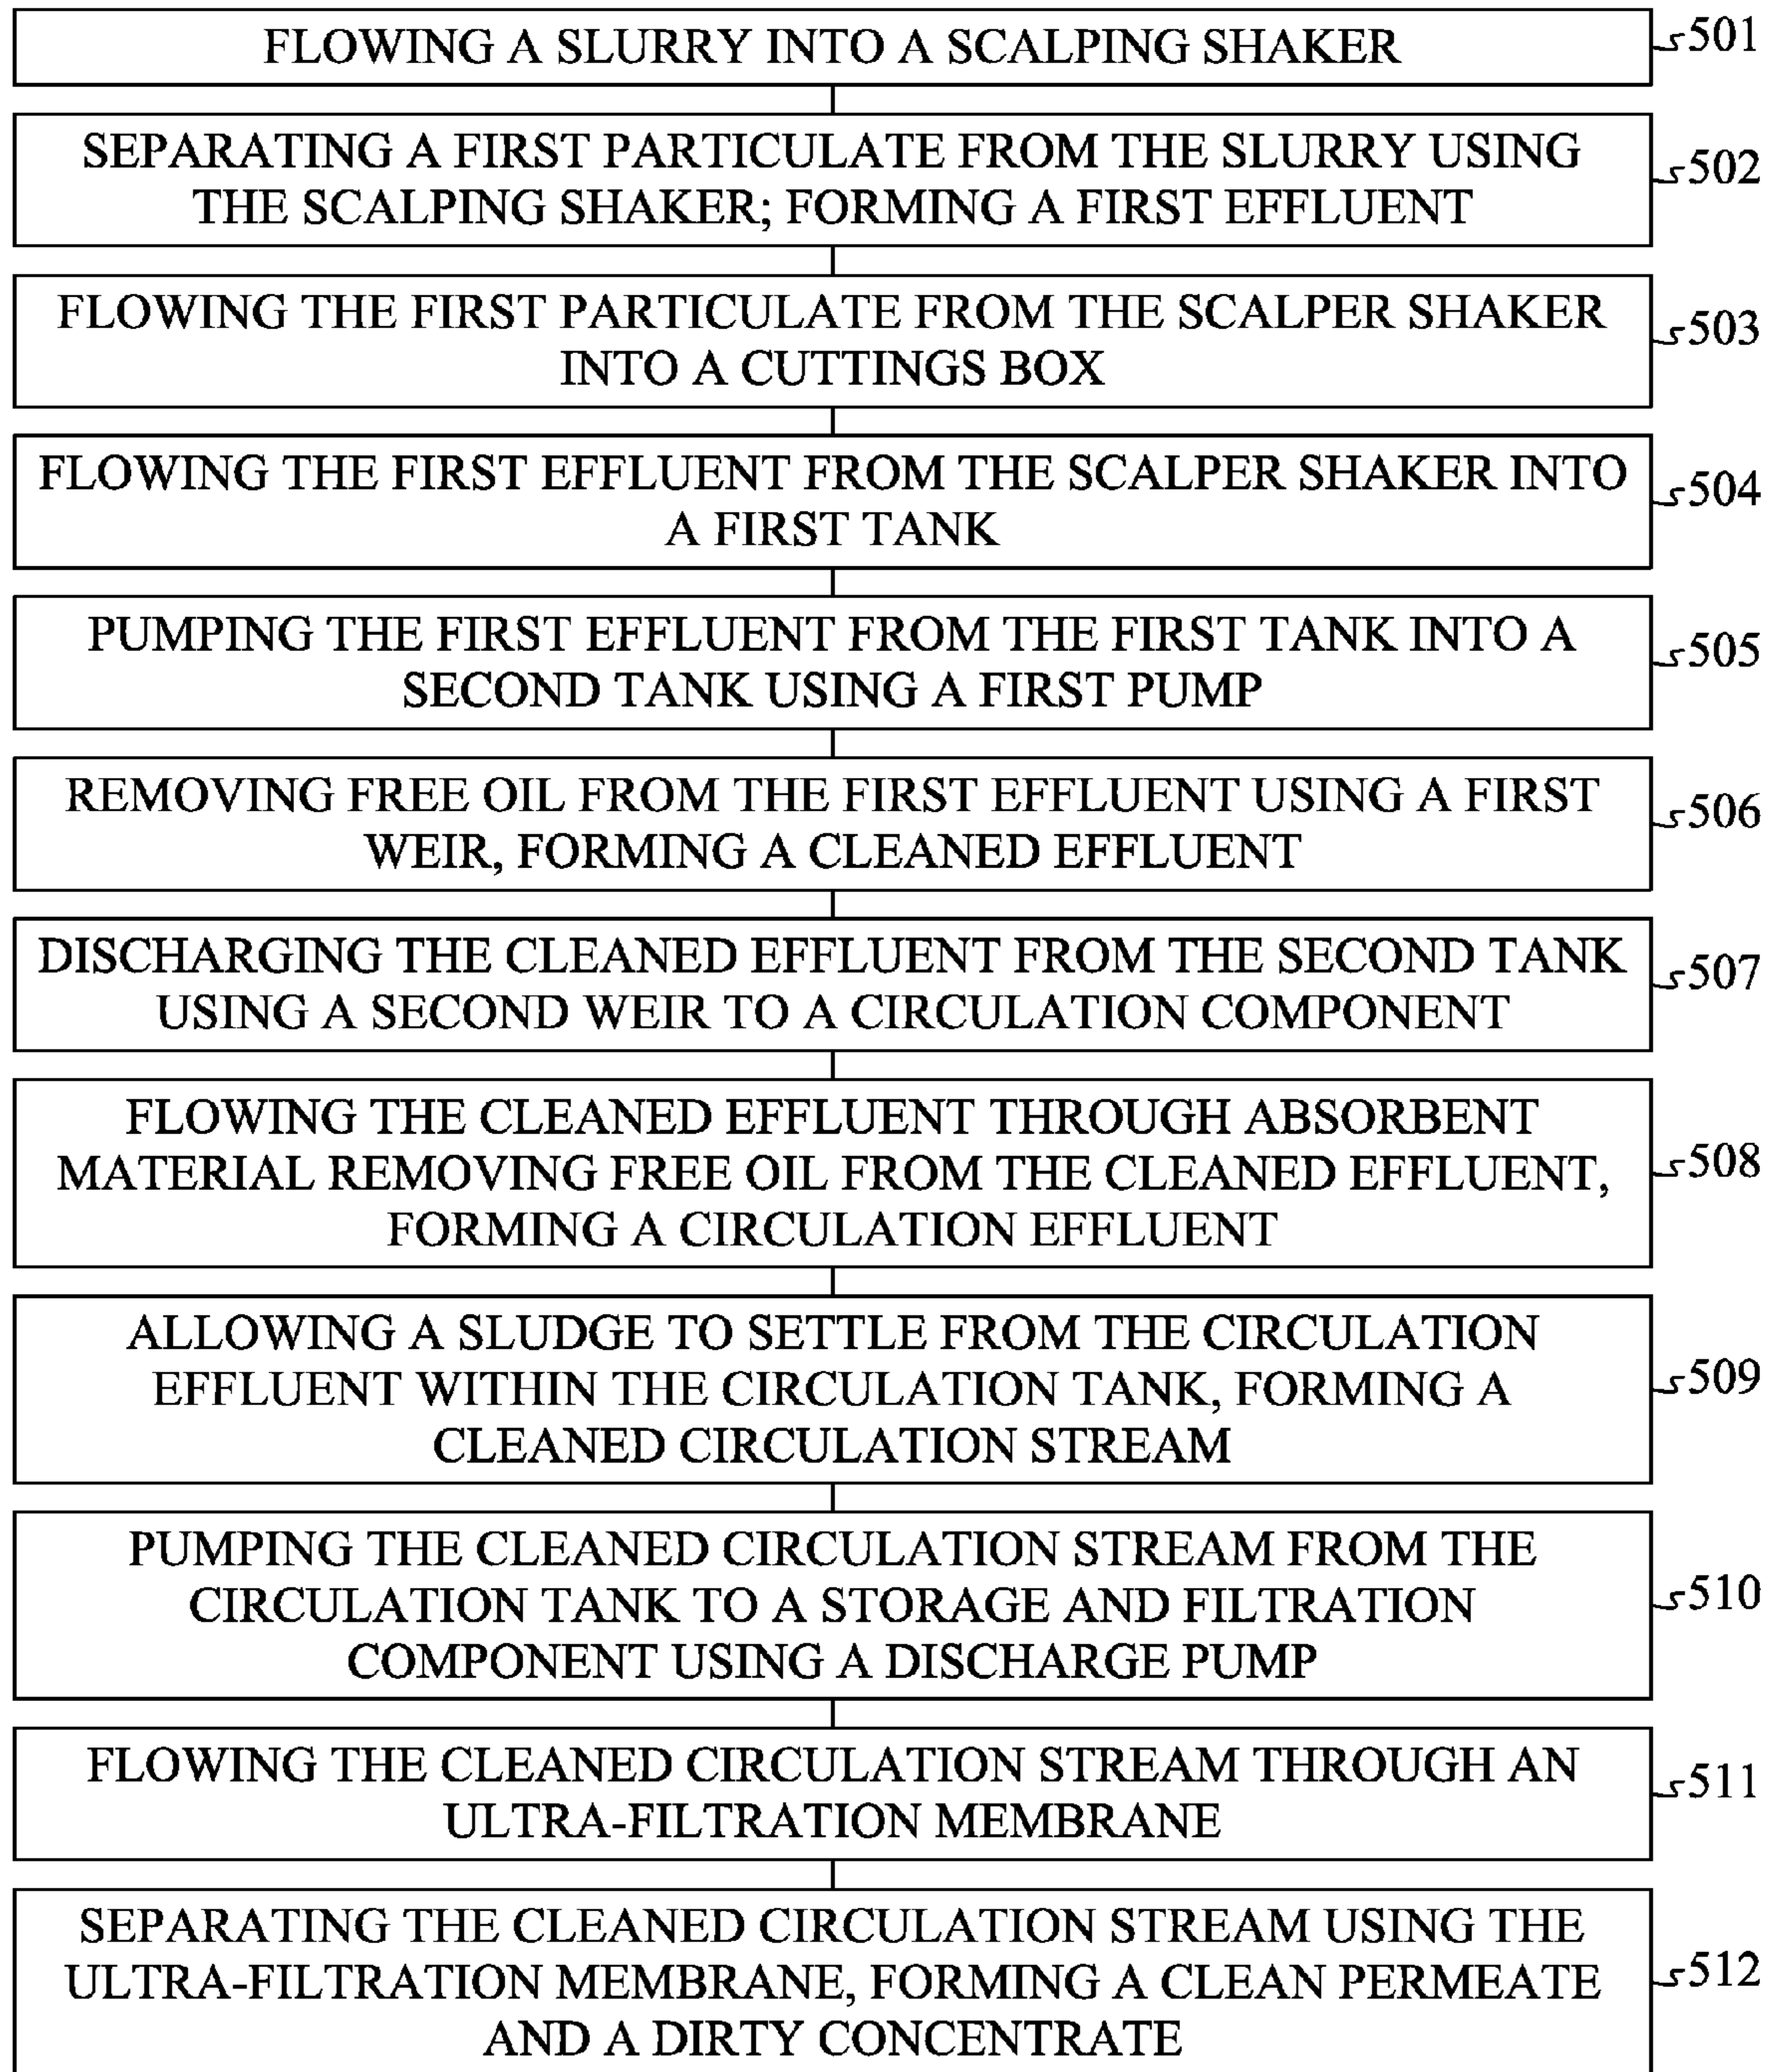 FLOWING A SLURRY INTO A SCALPING SHAKER
501
SEPARATING A FIRST PARTICULATE FROM THE SLURRY USING
THE SCALPING SHAKER; FORMING A FIRST EFFLUENT
502
FLOWING THE FIRST PARTICULATE FROM THE SCALPER SHAKER
INTO A CUTTINGS BOX
503
FLOWING THE FIRST EFFLUENT FROM THE SCALPER SHAKER INTO
A FIRST TANK
504
PUMPING THE FIRST EFFLUENT FROM THE FIRST TANK INTO A
SECOND TANK USING A FIRST PUMP
505
REMOVING FREE OIL FROM THE FIRST EFFLUENT USING A FIRST
WEIR, FORMING A CLEANED EFFLUENT
506
DISCHARGING THE CLEANED EFFLUENT FROM THE SECOND TANK
USING A SECOND WEIR TO A CIRCULATION COMPONENT
507
FLOWING THE CLEANED EFFLUENT THROUGH ABSORBENT
MATERIAL REMOVING FREE OIL FROM THE CLEANED EFFLUENT,
FORMING A CIRCULATION EFFLUENT
508
ALLOWING A SLUDGE TO SETTLE FROM THE CIRCULATION
EFFLUENT WITHIN THE CIRCULATION TANK, FORMING A
CLEANED CIRCULATION STREAM
509
PUMPING THE CLEANED CIRCULATION STREAM FROM THE
CIRCULATION TANK TO A STORAGE AND FILTRATION
COMPONENT USING A DISCHARGE PUMP
510
FLOWING THE CLEANED CIRCULATION STREAM THROUGH AN
ULTRA-FILTRATION MEMBRANE
511
SEPARATING THE CLEANED CIRCULATION STREAM USING THE
ULTRA-FILTRATION MEMBRANE, FORMING A CLEAN PERMEATE
AND A DIRTY CONCENTRATE
512